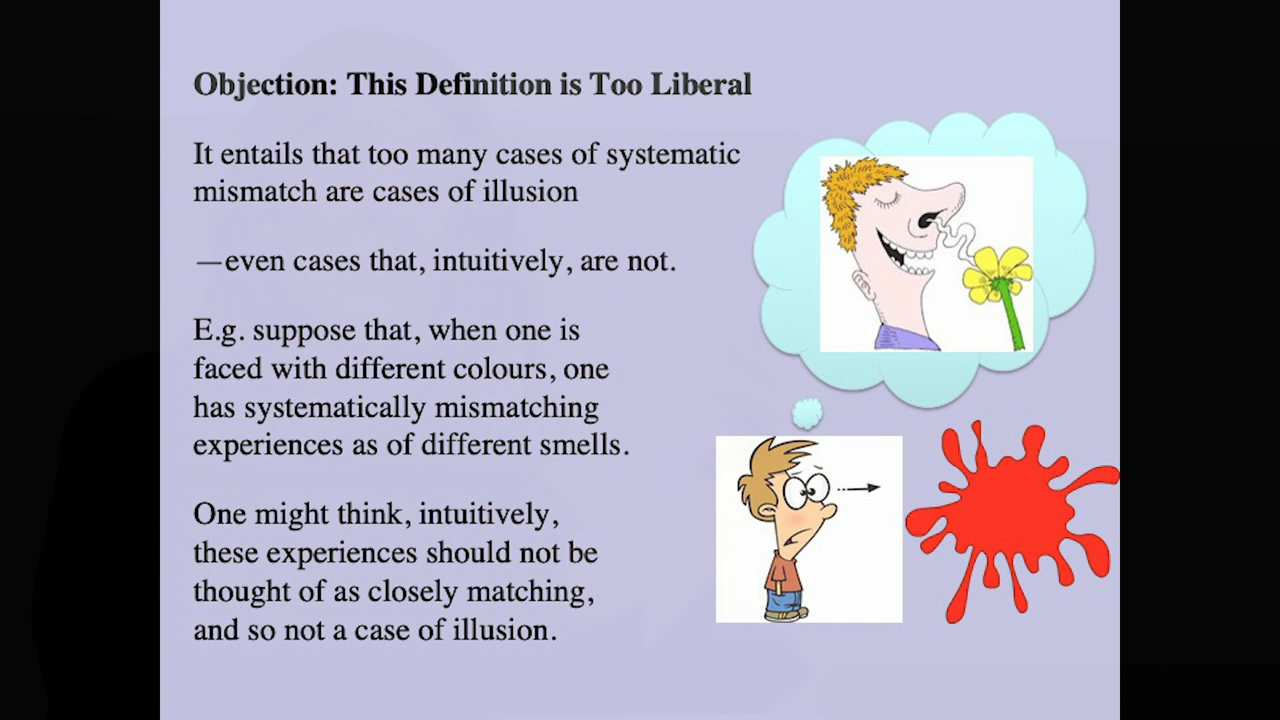 Objection: This Definition is Too Liberal
It entails that too many cases of systematic
mismatch are cases of illusion
—even cases that, intuitively, are not.
E.g. suppose that, when one is
faced with different colours, one
has systematically mismatching
experiences as of different smells.
One might think, intuitively,
these experiences should not be
thought of as closely matching,
and so not a case of illusion.